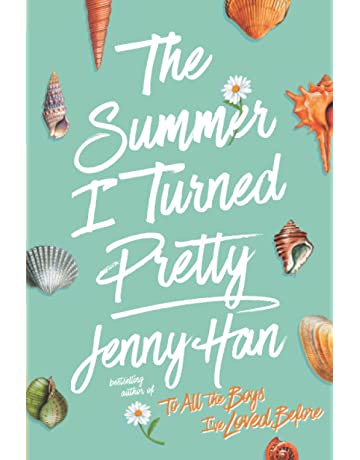 The
Summer
I Turned
Pretty
Jenny Han
bestselling
author of
To All the Boys
I've Loved Before